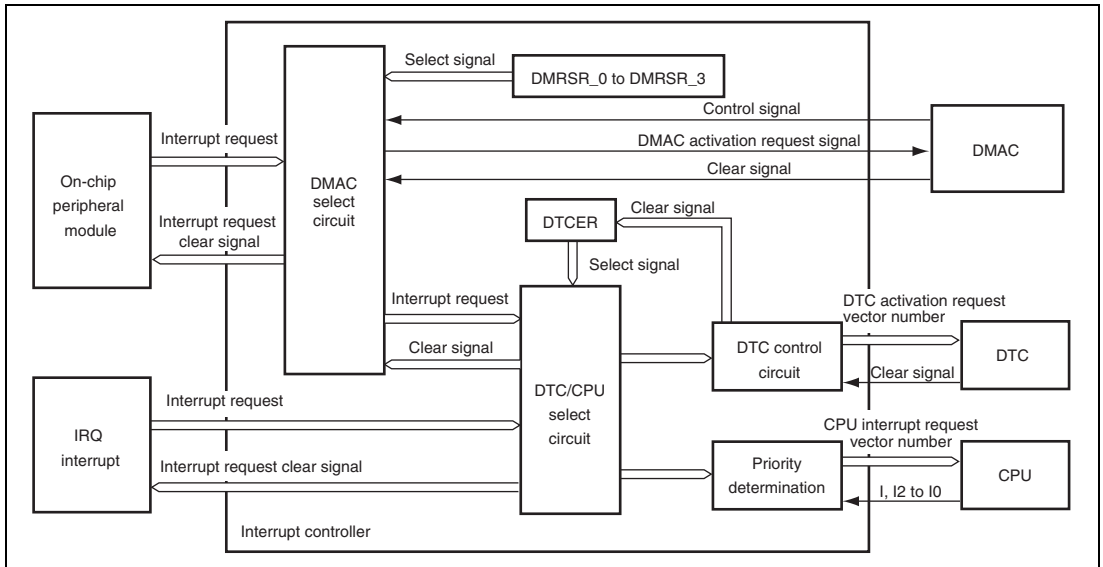 Select signal
DMRSR_0 to DMRSR_3
Control signal
On-chip
peripheral
module
Interrupt request
DMAC
select
circuit
DMAC activation request signal
DMAC
Clear signal
Interrupt request
clear signal
DTCER
Clear signal
Select signal
Interrupt request
Clear signal
DTC/CPU
select
circuit
DTC control
circuit
DTC activation request
vector number
DTC
Clear signal
IRQ
interrupt
Interrupt request
Interrupt request clear signal
Priority
determination
CPU interrupt request
vector number
CPU
I, I2 to I0
Interrupt controller